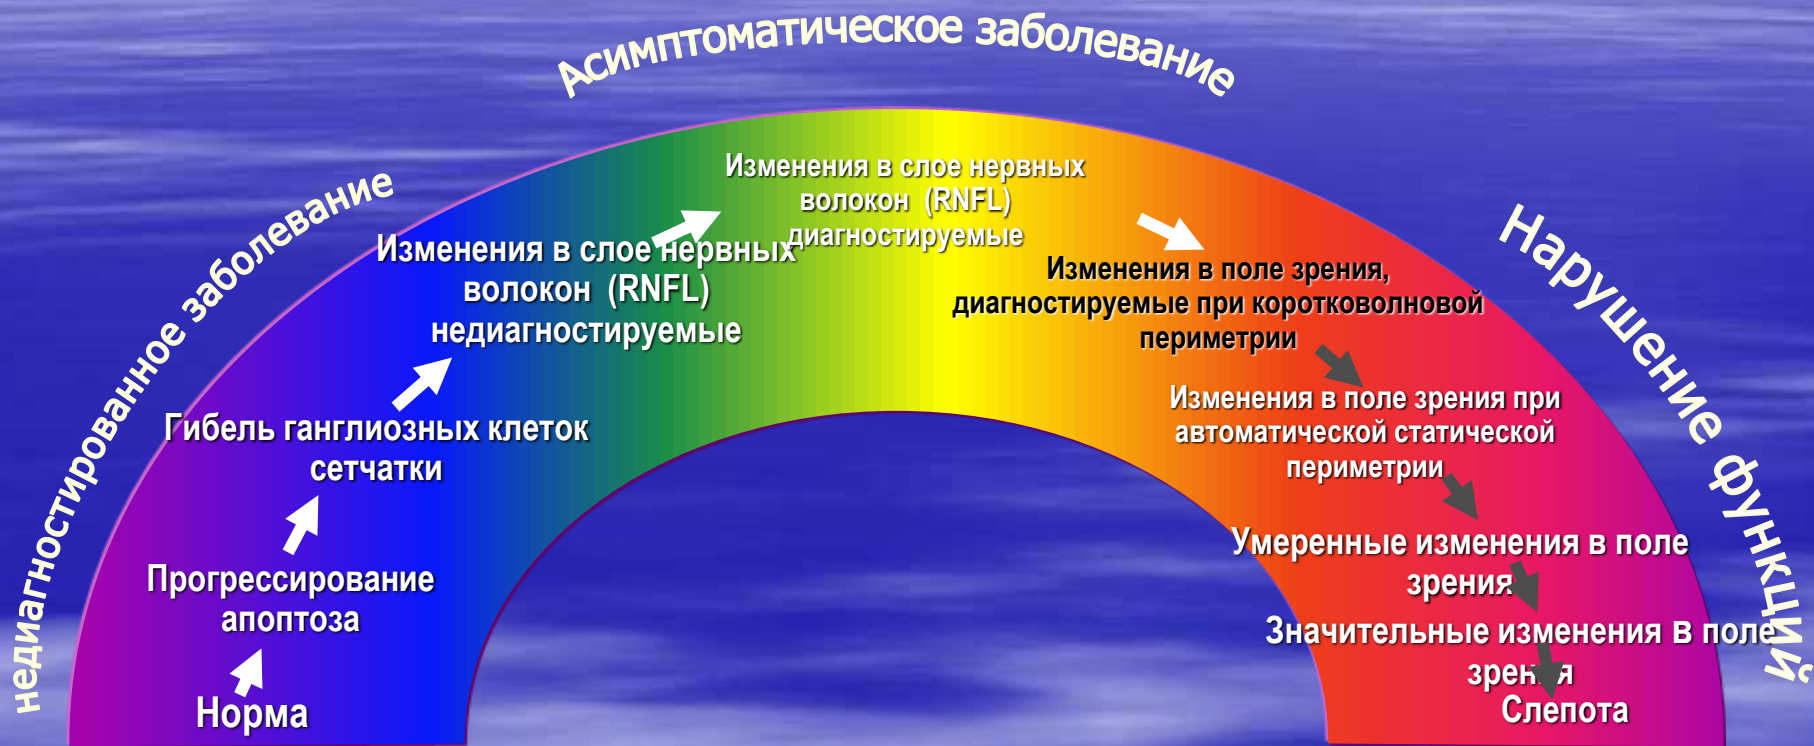 Асимптоматическое заболевание
недиагностированное заболевание
Нарушение функций
Норма
Прогрессирование
апоптоза
Гибель ганглиозных клеток
сетчатки
Изменения в слое нервных
волокон (RNFL)
недиагностируемые
Изменения в слое нервных
волокон (RNFL)
диагностируемые
Изменения в поле зрения,
диагностируемые при коротковолновой
периметрии
Изменения в поле зрения при
автоматической статической
периметрии
Умеренные изменения в поле
зрения
Значительные изменения в поле
зрения
Слепота